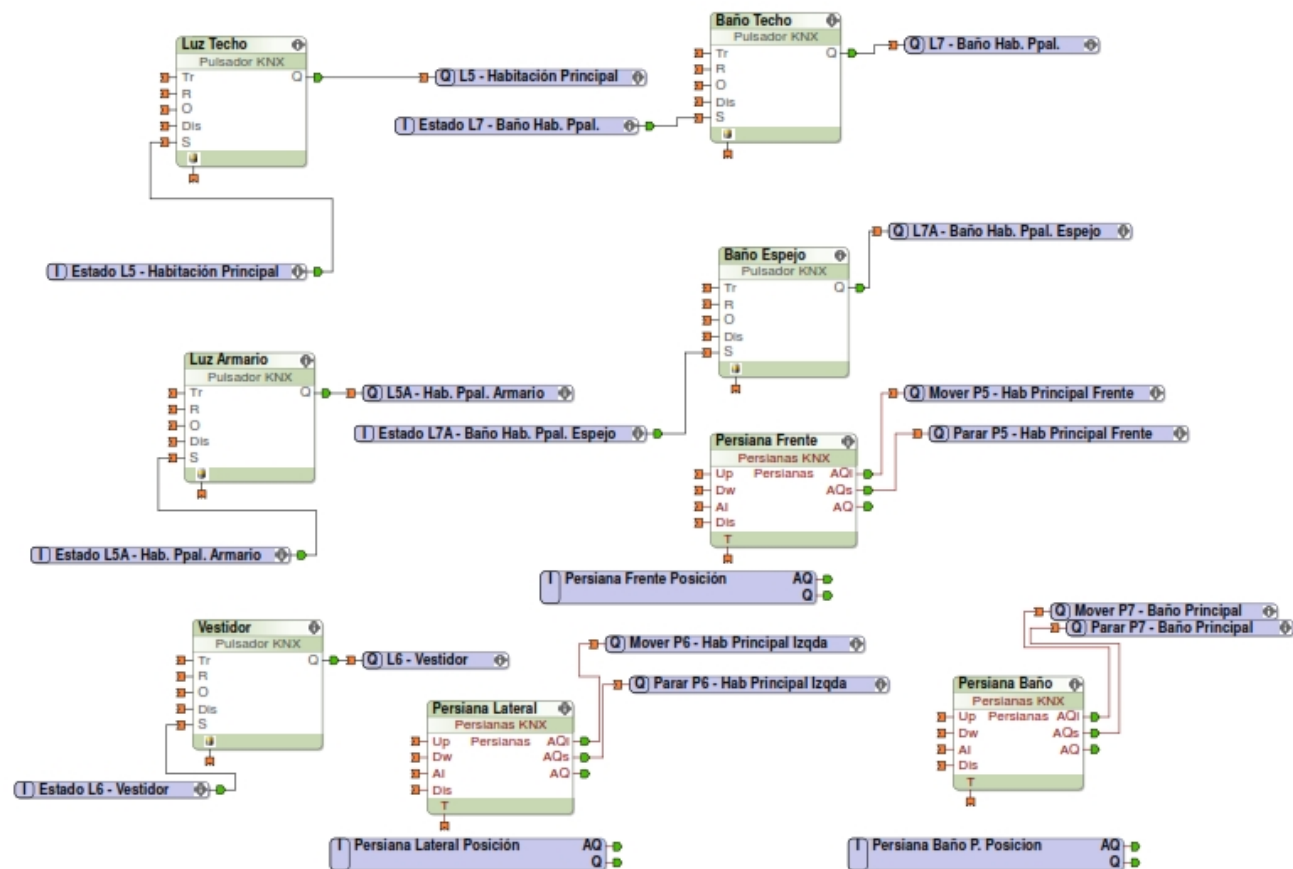 Luz Techo
Pulsador KNX
Tr
Q
R
O
Dis
S
Q L5 - Habitación Principal
I Estado L5 - Habitación Principal
Baño Techo
Pulsador KNX
Tr
Q
R
O
Dis
S
Q L7 - Baño Hab. Ppal.
I Estado L7 - Baño Hab. Ppal.
Baño Espejo
Pulsador KNX
Tr
Q
R
O
Dis
S
Q L7A - Baño Hab. Ppal. Espejo
I Estado L7A - Baño Hab. Ppal. Espejo
Luz Armario
Pulsador KNX
Tr
Q
R
O
Dis
S
Q L5A - Hab. Ppal. Armario
I Estado L5A - Hab. Ppal. Armario
Persiana Frente
Persianas KNX
Up Persianas AQl
Dw AQs
Al AQ
Dis
T
Q Mover P5 - Hab Principal Frente
Q Parar P5 - Hab Principal Frente
I Persiana Frente Posición AQ
Q
Vestidor
Pulsador KNX
Tr
Q
R
O
Dis
S
Q L6 - Vestidor
I Estado L6 - Vestidor
Q Mover P6 - Hab Principal Izqda
Q Parar P6 - Hab Principal Izqda
Persiana Lateral
Persianas KNX
Up Persianas AQl
Dw AQs
Al AQ
Dis
T
I Persiana Lateral Posición AQ
Q
Q Mover P7 - Baño Principal
Q Parar P7 - Baño Principal
Persiana Baño
Persianas KNX
Up Persianas AQl
Dw AQs
Al AQ
Dis
T
I Persiana Baño P. Posicion AQ
Q